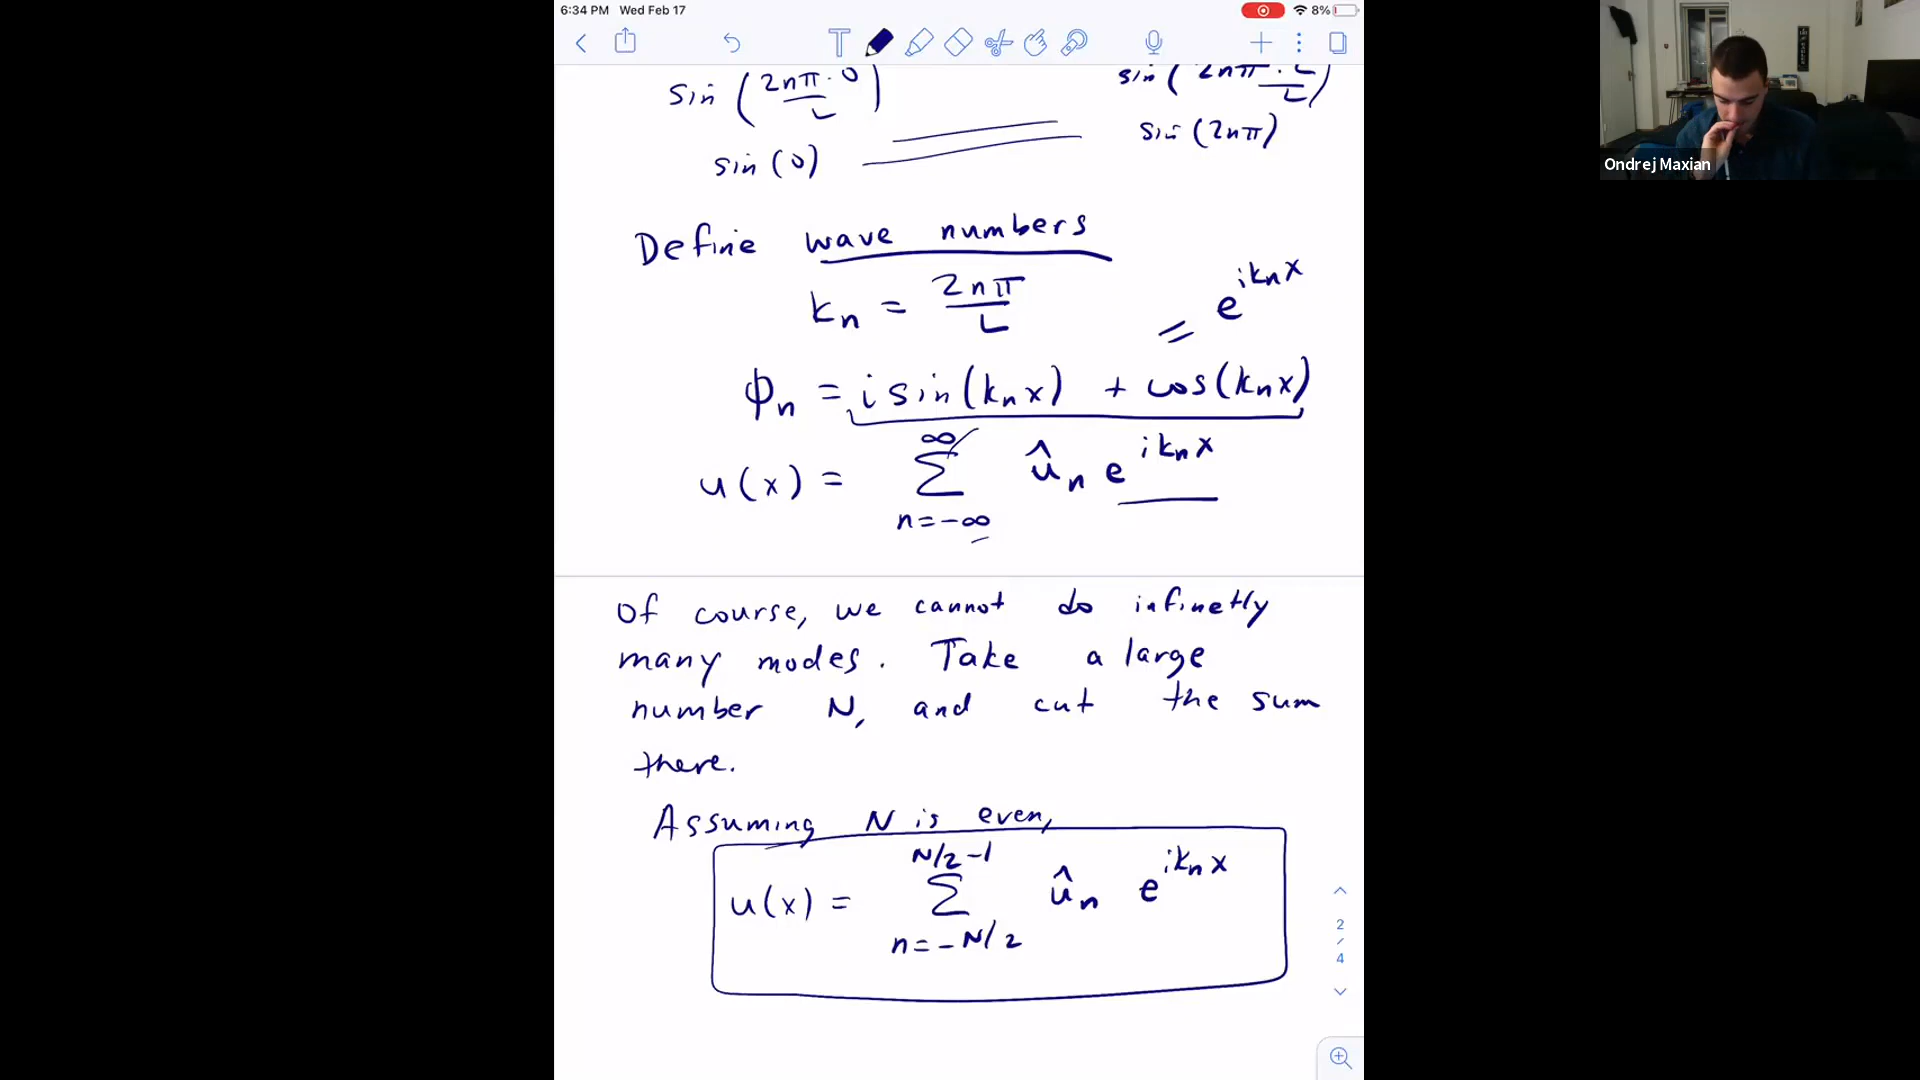 6:34 PM Wed Feb 17
8%
T
sin (2nπ·0 / L)
sin (2nπ·L / L)
sin (0)
sin (2nπ)
Define wave numbers
kₙ = 2nπ / L
= e^{ikₙx}
ϕₙ = i sin(kₙx) + cos(kₙx)
u(x) = ∑_{n=-∞}^{∞} ûₙ e^{ikₙx}
Of course, we cannot do infinetly
many modes. Take a large
number N, and cut the sum
there.
Assuming N is even,
u(x) = ∑_{n=-N/2}^{N/2-1} ûₙ e^{ikₙx}
2
/
4
Ondrej Maxian